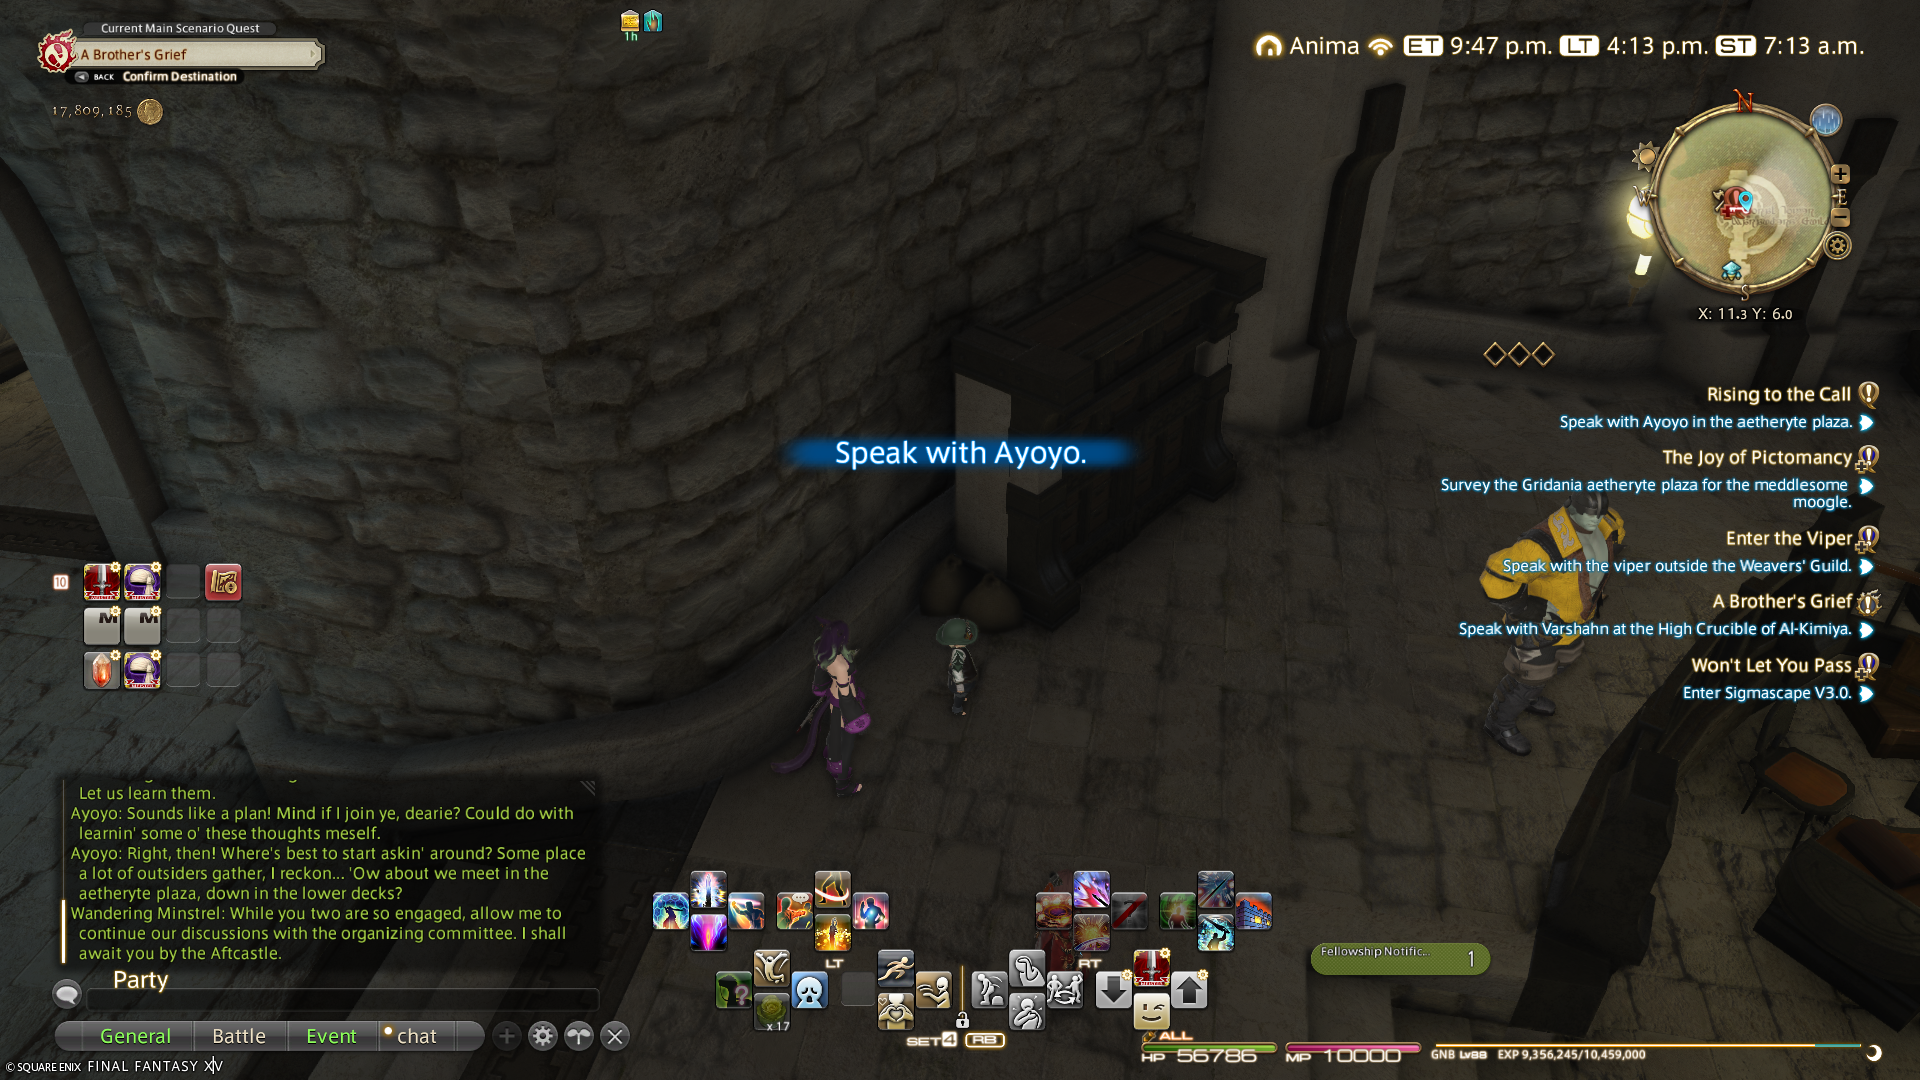 Current Main Scenario Quest
A Brother's Grief
BACK Confirm Destination
17,809,185
1h
Anima ET 9:47 p.m. LT 4:13 p.m. ST 7:13 a.m.
N
W
E
S
X: 11.3 Y: 6.0
Rising to the Call
Speak with Ayoyo in the aetheryte plaza.
The Joy of Pictomancy
Survey the Gridania aetheryte plaza for the meddlesome
moogle.
Enter the Viper
Speak with the viper outside the Weavers' Guild.
A Brother's Grief
Speak with Varshahn at the High Crucible of Al-Kimiya.
Won't Let You Pass
Enter Sigmascape V3.0.
Speak with Ayoyo.
10
M M
Let us learn them.
Ayoyo: Sounds like a plan! Mind if I join ye, dearie? Could do with
learnin' some o' these thoughts meself.
Ayoyo: Right, then! Where's best to start askin' around? Some place
a lot of outsiders gather, I reckon... 'Ow about we meet in the
aetheryte plaza, down in the lower decks?
Wandering Minstrel: While you two are so engaged, allow me to
continue our discussions with the organizing committee. I shall
await you by the Aftcastle.
Party
General Battle Event chat
LT
RT
x 17
SET 4 RB
Fellowship Notific... 1
ALL
HP 56786 MP 10000
GNB Lv88 EXP 9,356,245/10,459,000
© SQUARE ENIX FINAL FANTASY XIV